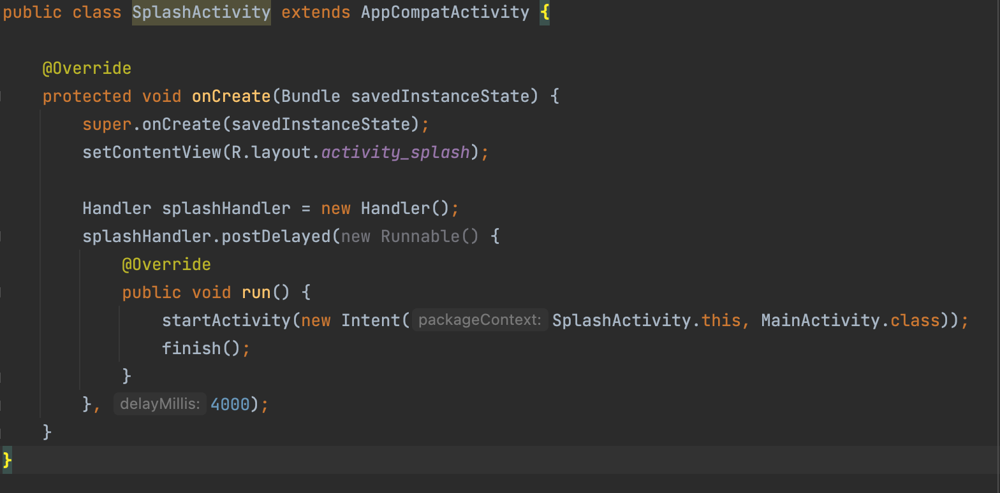 public class SplashActivity extends AppCompatActivity {
@Override
protected void onCreate(Bundle savedInstanceState) {
super.onCreate(savedInstanceState);
setContentView(R.layout.activity_splash);
Handler splashHandler = new Handler();
splashHandler.postDelayed(new Runnable() {
@Override
public void run() {
startActivity(new Intent( packageContext: SplashActivity.this, MainActivity.class));
finish();
}
}, delayMillis: 4000);
}
}